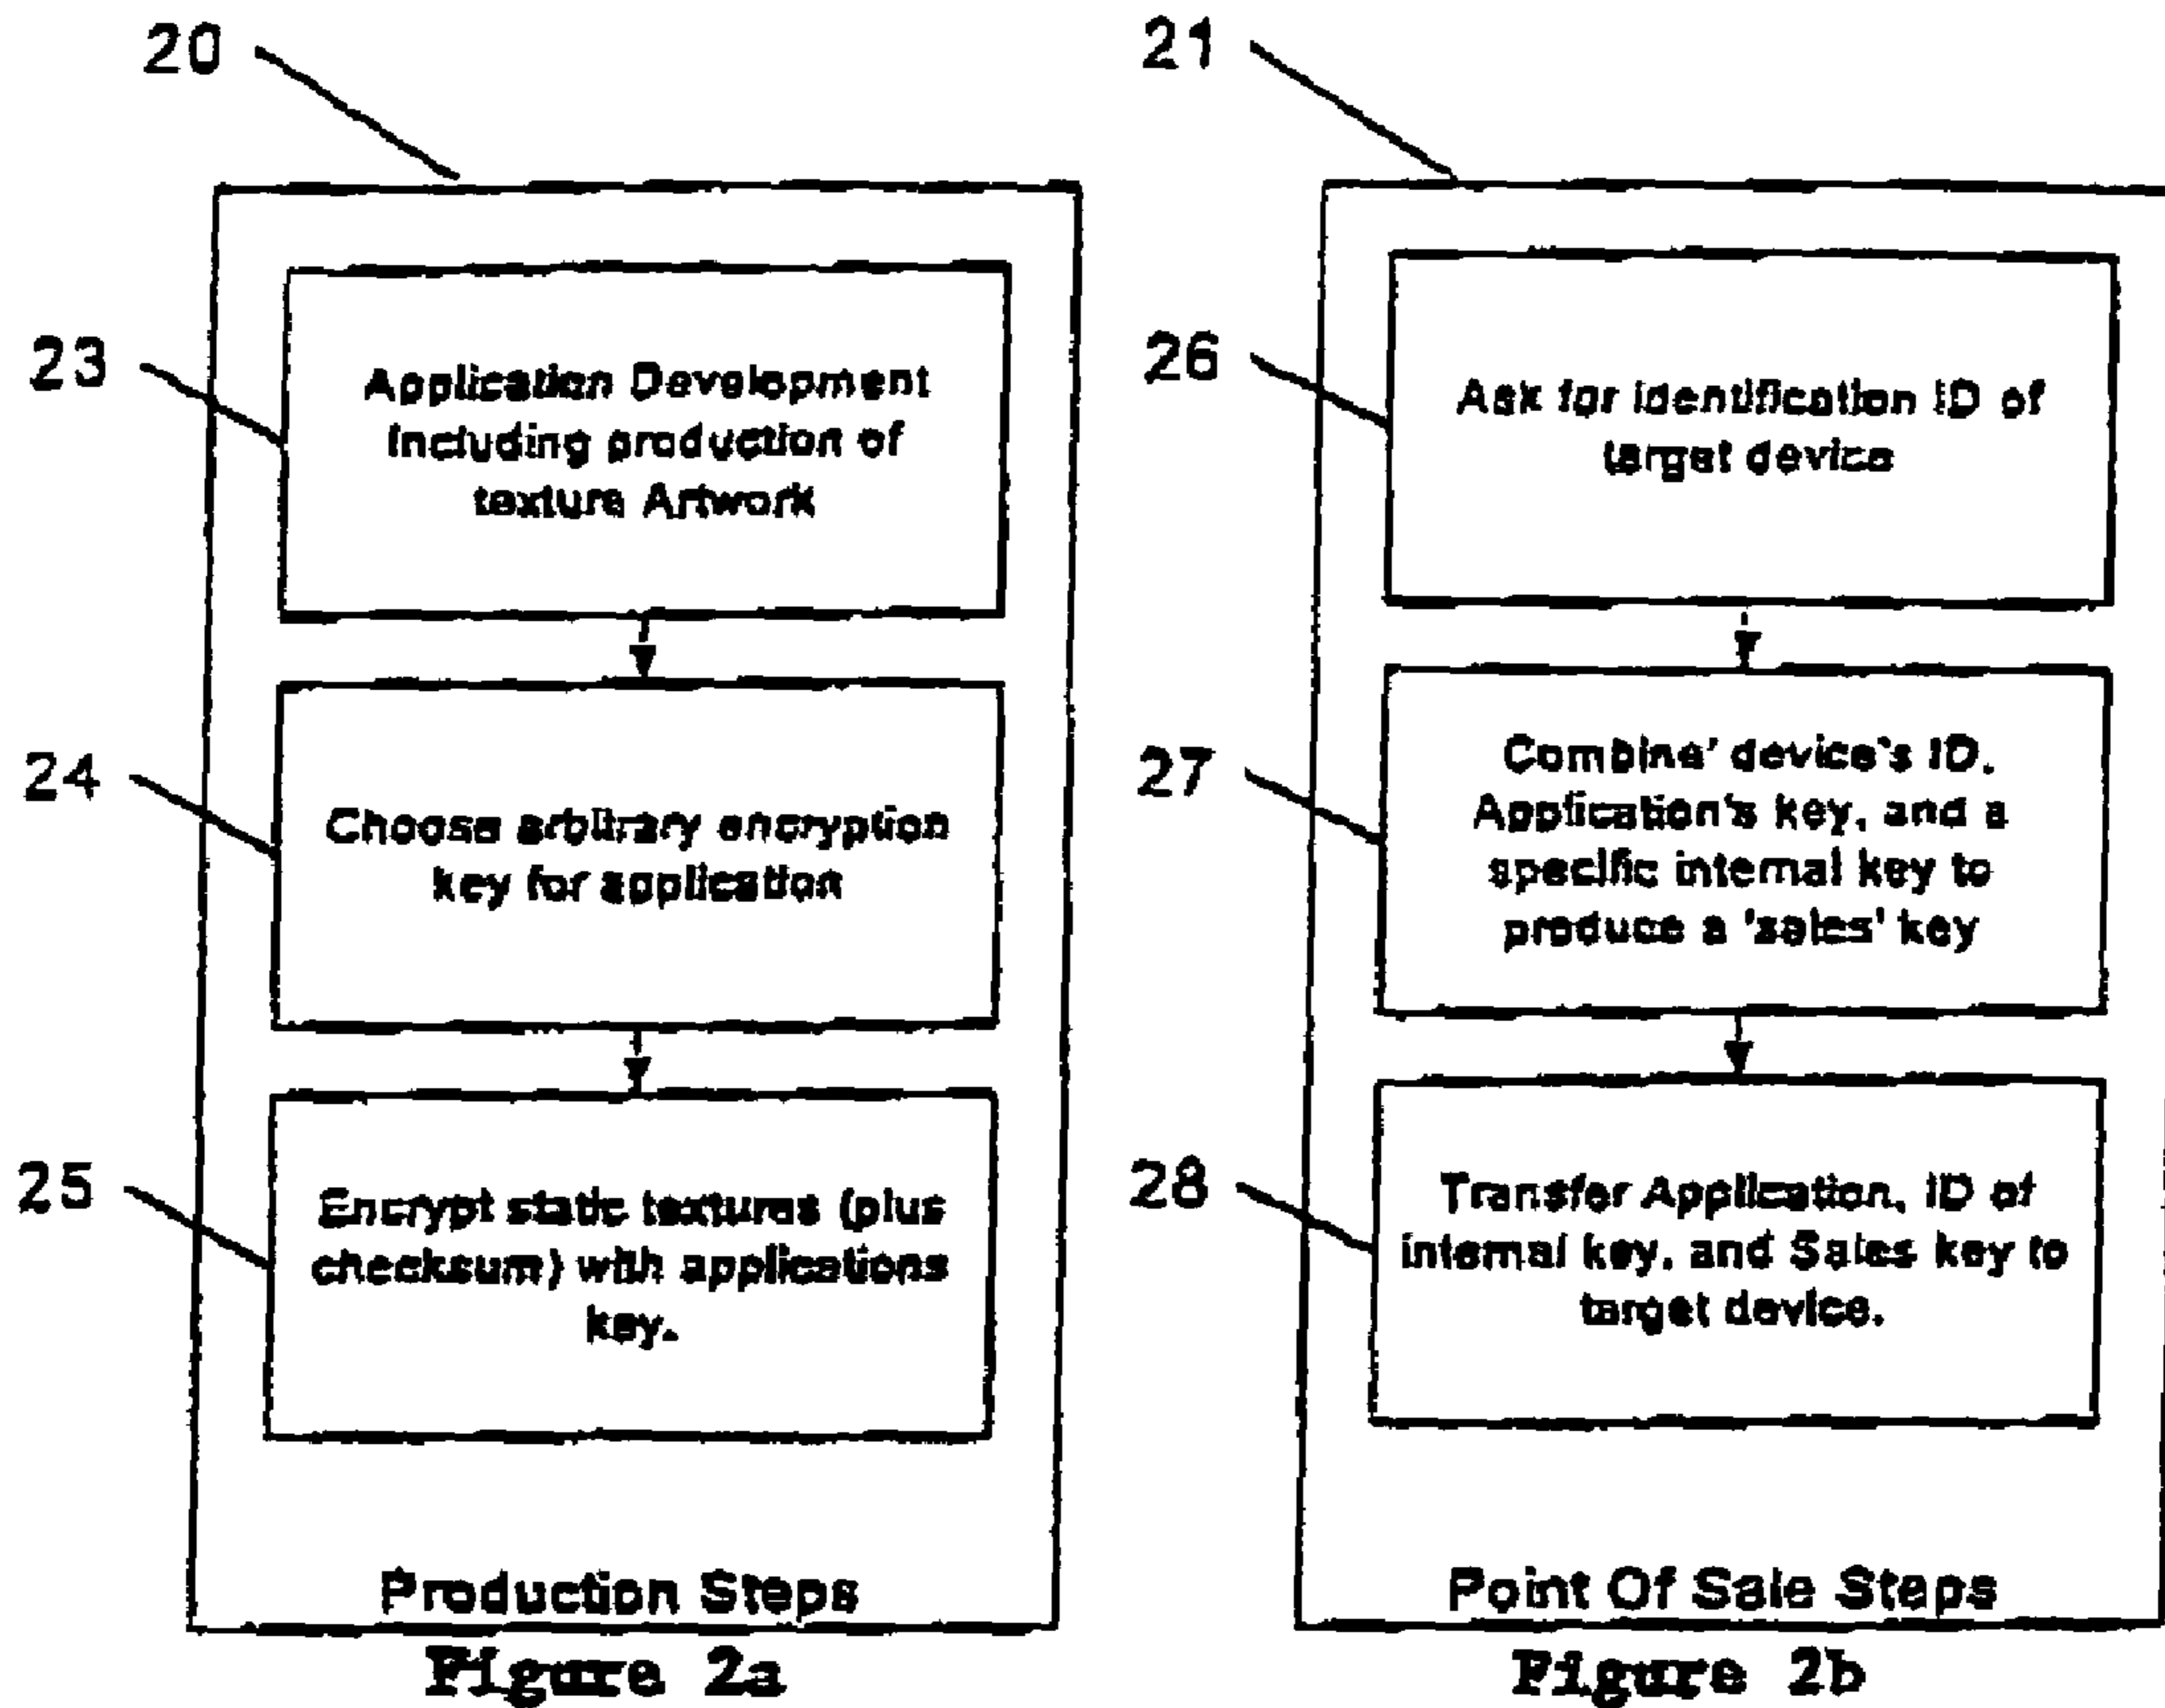 20
23
Application Development
Including production of
texture Artwork
24
Choose arbitrary encryption
key for application
25
Encrypt static textures (plus
checksum) with applications
key.
Production Steps
Figure 2a
21
26
Ask for identification ID of
target device
27
Combine' device's ID.
Application's key, and a
specific internal key to
produce a 'sales' key
28
Transfer Application, ID of
internal key, and Sales key to
target device.
Point Of Sale Steps
Figure 2b